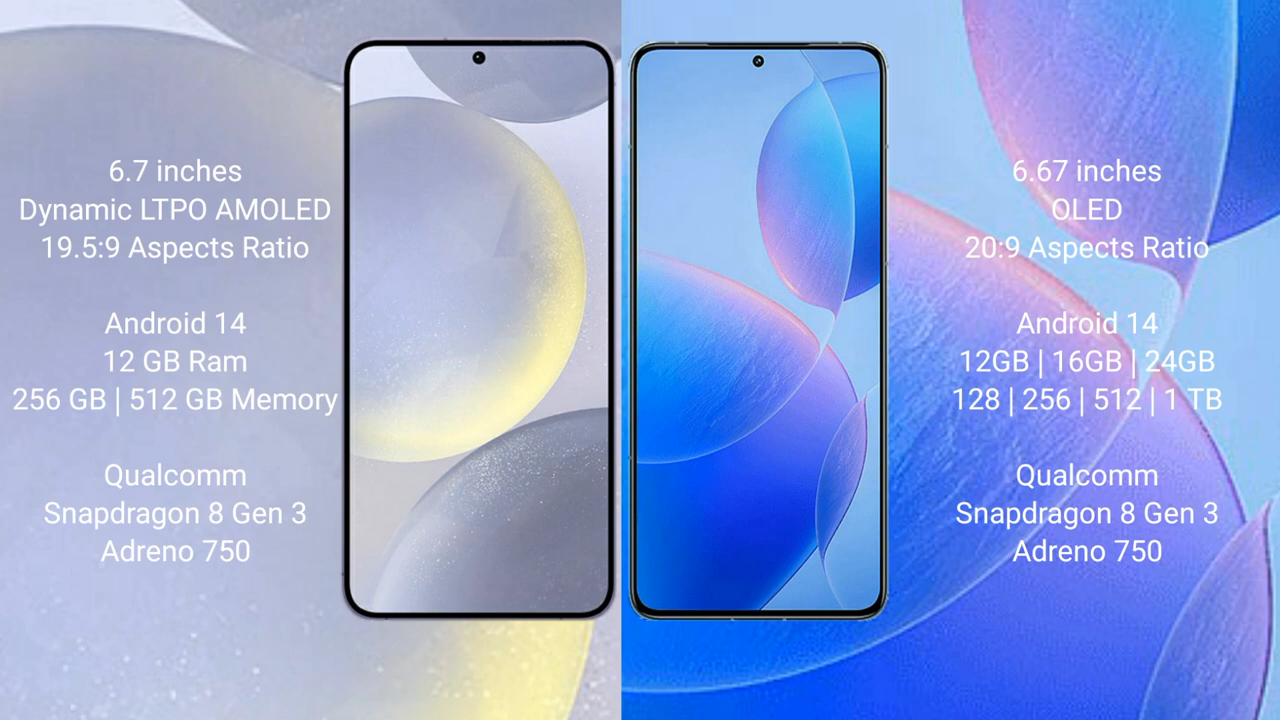 6.7 inches
Dynamic LTPO AMOLED
19.5:9 Aspects Ratio
Android 14
12 GB Ram
256 GB | 512 GB Memory
Qualcomm
Snapdragon 8 Gen 3
Adreno 750
6.67 inches
OLED
20:9 Aspects Ratio
Android 14
12GB | 16GB | 24GB
128 | 256 | 512 | 1 TB
Qualcomm
Snapdragon 8 Gen 3
Adreno 750